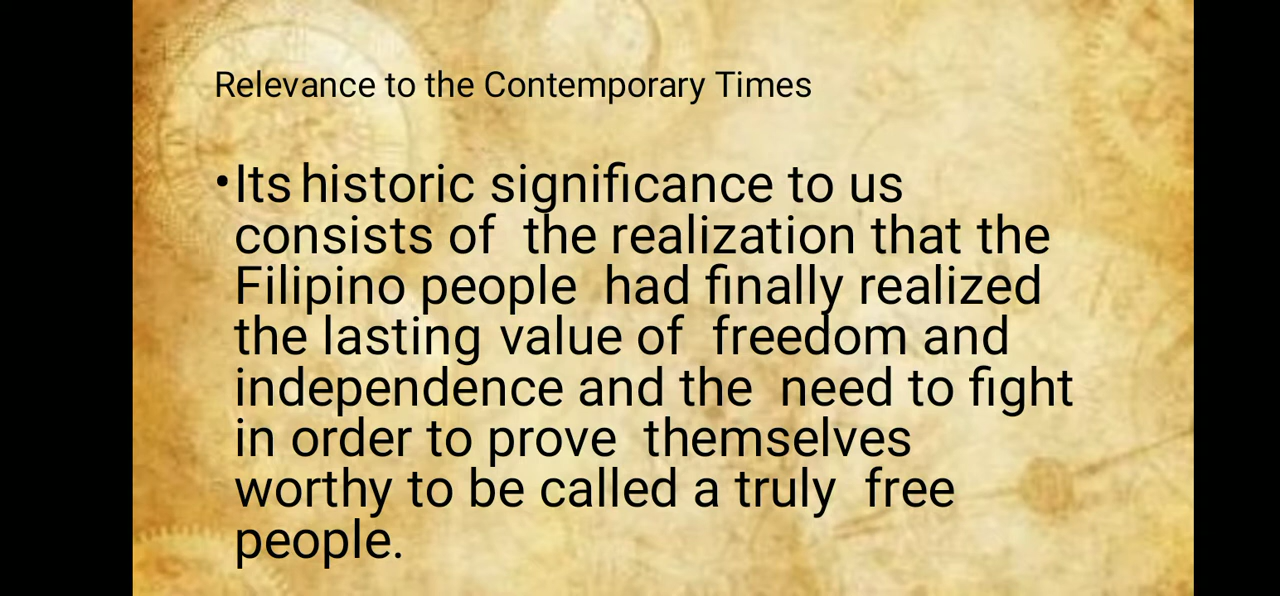 Relevance to the Contemporary Times
•Its historic significance to us
consists of the realization that the
Filipino people had finally realized
the lasting value of freedom and
independence and the need to fight
in order to prove themselves
worthy to be called a truly free
people.